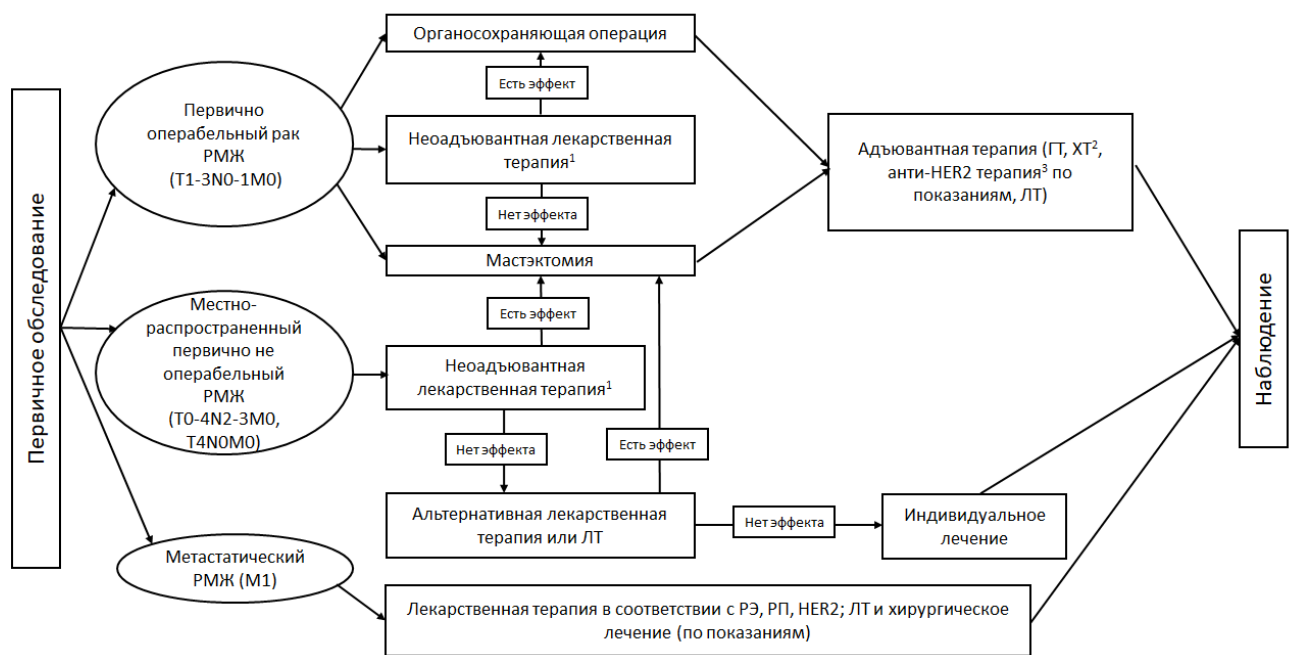 Первичное обследование
Первично
операбельный рак
РМЖ
(T1-3N0-1M0)
Местно-
распространенный
первично не
операбельный
РМЖ
(T0-4N2-3M0,
T4N0M0)
Метастатический
РМЖ (М1)
Органосохраняющая операция
Есть эффект
Неоадъювантная лекарственная
терапия¹
Нет эффекта
Мастэктомия
Есть эффект
Неоадъювантная
лекарственная терапия¹
Нет эффекта
Есть эффект
Альтернативная лекарственная
терапия или ЛТ
Нет эффекта
Индивидуальное
лечение
Лекарственная терапия в соответствии с РЭ, РП, HER2; ЛТ и хирургическое
лечение (по показаниям)
Адъювантная терапия (ГТ, ХТ²,
анти-HER2 терапия³ по
показаниям, ЛТ)
Наблюдение